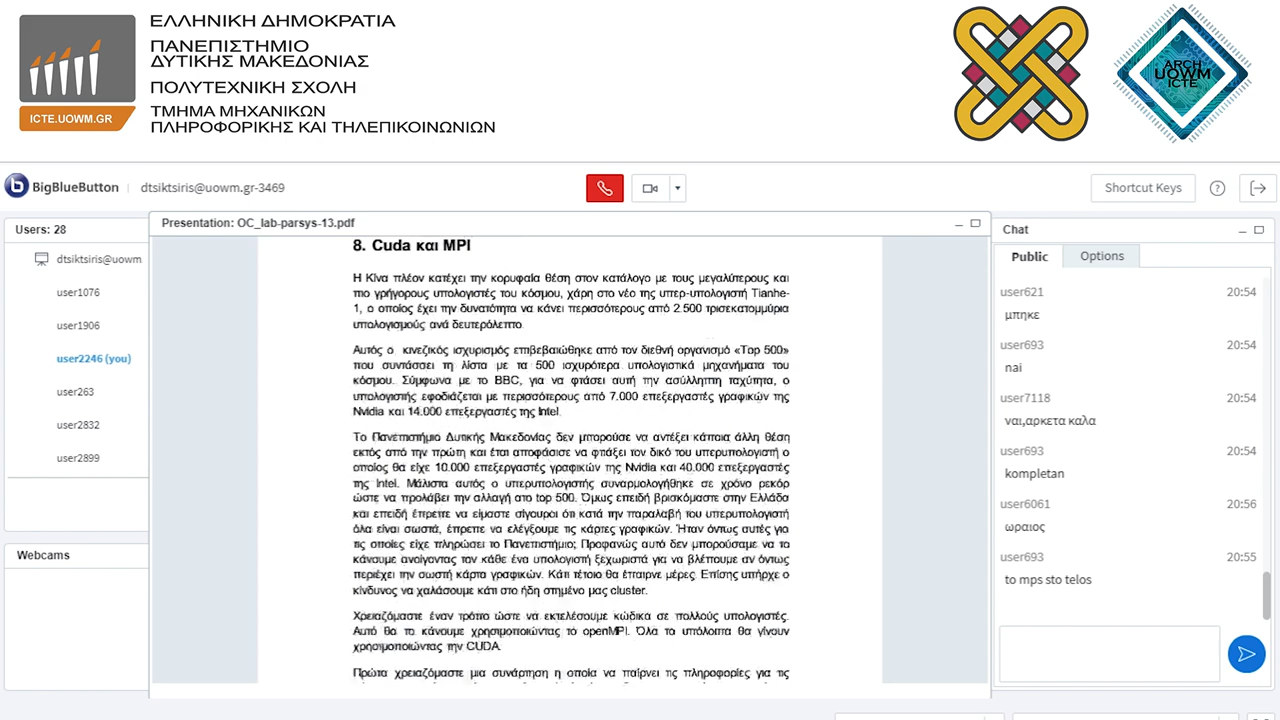 ΕΛΛΗΝΙΚΗ ΔΗΜΟΚΡΑΤΙΑ
ΠΑΝΕΠΙΣΤΗΜΙΟ
ΔΥΤΙΚΗΣ ΜΑΚΕΔΟΝΙΑΣ
ΠΟΛΥΤΕΧΝΙΚΗ ΣΧΟΛΗ
ΤΜΗΜΑ ΜΗΧΑΝΙΚΩΝ
ΠΛΗΡΟΦΟΡΙΚΗΣ ΚΑΙ ΤΗΛΕΠΙΚΟΙΝΩΝΙΩΝ
ICTE.UOWM.GR
ARCH
UOWM
ICTE
BigBlueButton
dtsiktsiris@uowm.gr-3469
Shortcut Keys
Users: 28
dtsiktsiris@uowm
user1076
user1906
user2246 (you)
user263
user2832
user2899
Webcams
Presentation: OC_lab-parsys-13.pdf
8. Cuda και MPI
Η Κίνα πλέον κατέχει την κορυφαία θέση στον κατάλογο με τους μεγαλύτερους και
πιο γρήγορους υπολογιστές του κόσμου, χάρη στο νέο της υπερ-υπολογιστή Tianhe-
1, ο οποίος έχει την δυνατότητα να κάνει περισσότερους από 2.500 τρισεκατομμύρια
υπολογισμούς ανά δευτερόλεπτο.
Αυτός ο κινεζικός ισχυρισμός επιβεβαιώθηκε από τον διεθνή οργανισμό «Top 500»
που συντάσσει τη λίστα με τα 500 ισχυρότερα υπολογιστικά μηχανήματα του
κόσμου. Σύμφωνα με το BBC, για να φτάσει αυτή την ασύλληπτη ταχύτητα, ο
υπολογιστής εφοδιάζεται με περισσότερους από 7.000 επεξεργαστές γραφικών της
Nvidia και 14.000 επεξεργαστές της Intel.
Το Πανεπιστήμιο Δυτικής Μακεδονίας δεν μπορούσε να αντέξει κάποια άλλη θέση
εκτός από την πρώτη και έτσι αποφάσισε να φτιάξει τον δικό του υπερυπολογιστή ο
οποίος θα είχε 10.000 επεξεργαστές γραφικών της Nvidia και 40.000 επεξεργαστές
της Intel. Μάλιστα αυτός ο υπερυπολογιστής συναρμολογήθηκε σε χρόνο ρεκόρ
ώστε να προλάβει την αλλαγή στο top 500. Όμως επειδή βρισκόμαστε στην Ελλάδα
και επειδή έπρεπε να είμαστε σίγουροι ότι κατά την παραλαβή του υπερυπολογιστή
όλα είναι σωστά, έπρεπε να ελέγξουμε τις κάρτες γραφικών. Ήταν όντως αυτές για
τις οποίες είχε πληρώσει το Πανεπιστήμιο; Προφανώς αυτό δεν μπορούσαμε να το
κάνουμε ανοίγοντας τον κάθε ένα υπολογιστή ξεχωριστά για να βλέπουμε αν όντως
περιέχει την σωστή κάρτα γραφικών. Κάτι τέτοιο θα έπαιρνε μέρες. Επίσης υπήρχε ο
κίνδυνος να χαλάσουμε κάτι στο ήδη στημένο μας cluster.
Χρειαζόμαστε έναν τρόπο ώστε να εκτελέσουμε κώδικα σε πολλούς υπολογιστές.
Αυτό θα το κάνουμε χρησιμοποιώντας το openMPI. Όλα τα υπόλοιπα θα γίνουν
χρησιμοποιώντας την CUDA.
Πρώτα χρειαζόμαστε μια συνάρτηση η οποία να παίρνει τις πληροφορίες για τις
Chat
Public
Options
user621 20:54
μπηκε
user693 20:54
nai
user7118 20:54
ναι,αρκετα καλα
user693 20:54
kompletan
user6061 20:56
ωραιος
user693 20:55
to mps sto telos